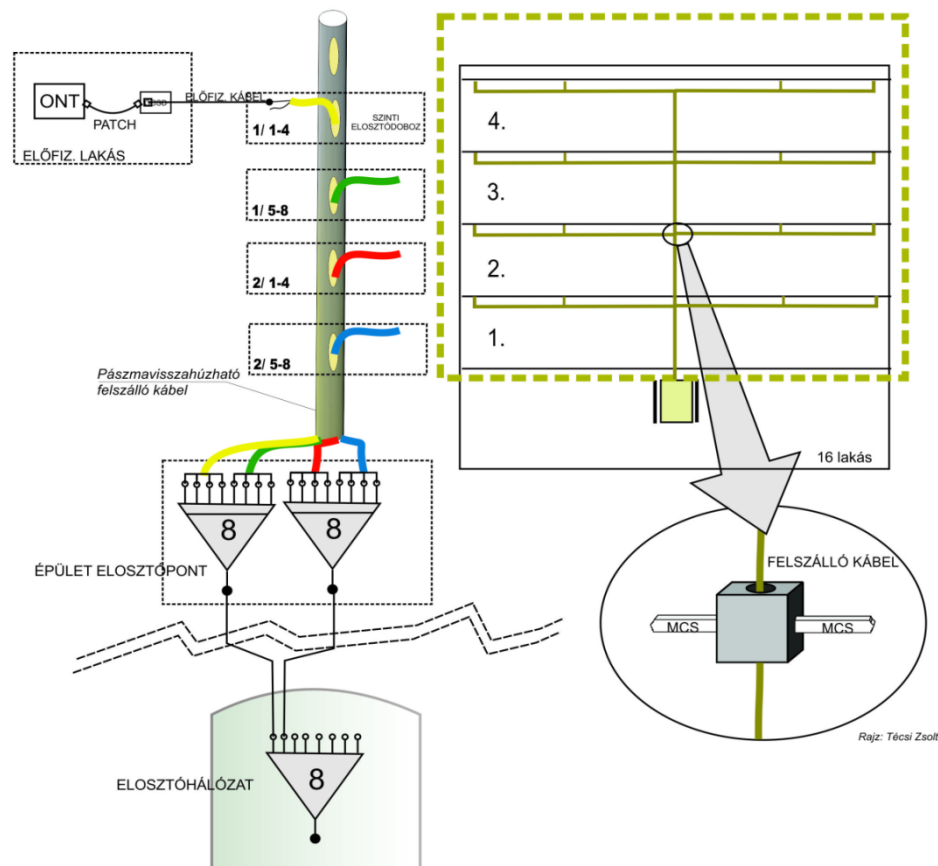 ONT
PATCH
ELŐFIZ. KÁBEL
ELŐFIZ. LAKÁS
1/ 1-4
SZINTI
ELOSZTÓDOBOZ
1/ 5-8
2/ 1-4
2/ 5-8
Pászmavisszahúzható
felszálló kábel
8
8
ÉPÜLET ELOSZTÓPONT
ELOSZTÓHÁLÓZAT
8
4.
3.
2.
1.
16 lakás
FELSZÁLLÓ KÁBEL
MCS
MCS
Rajz: Técsi Zsolt